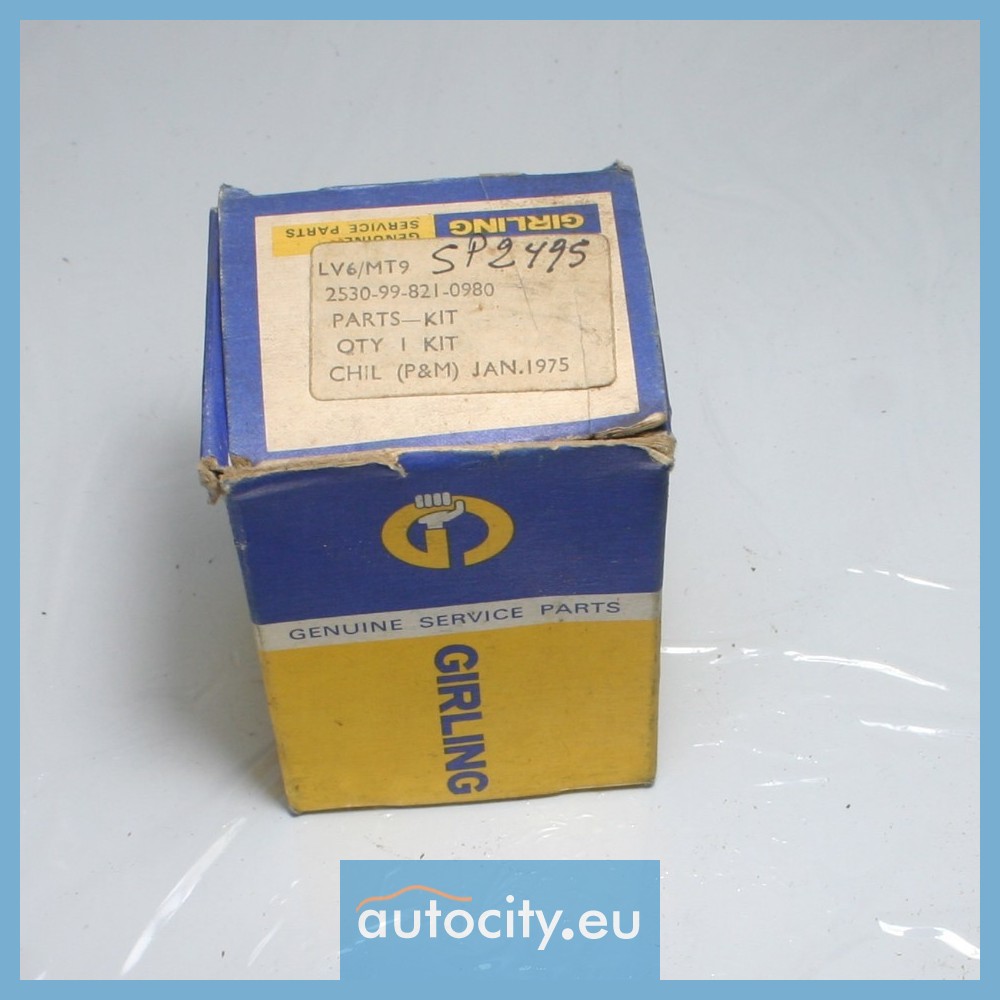 GIRLING
GENUINE
SERVICE PARTS
LV6/MT9 SP2495
2530-99-821-0980
PARTS—KIT
QTY 1 KIT
CHIL (P&M) JAN.1975
GENUINE SERVICE PARTS
GIRLING
autocity.eu